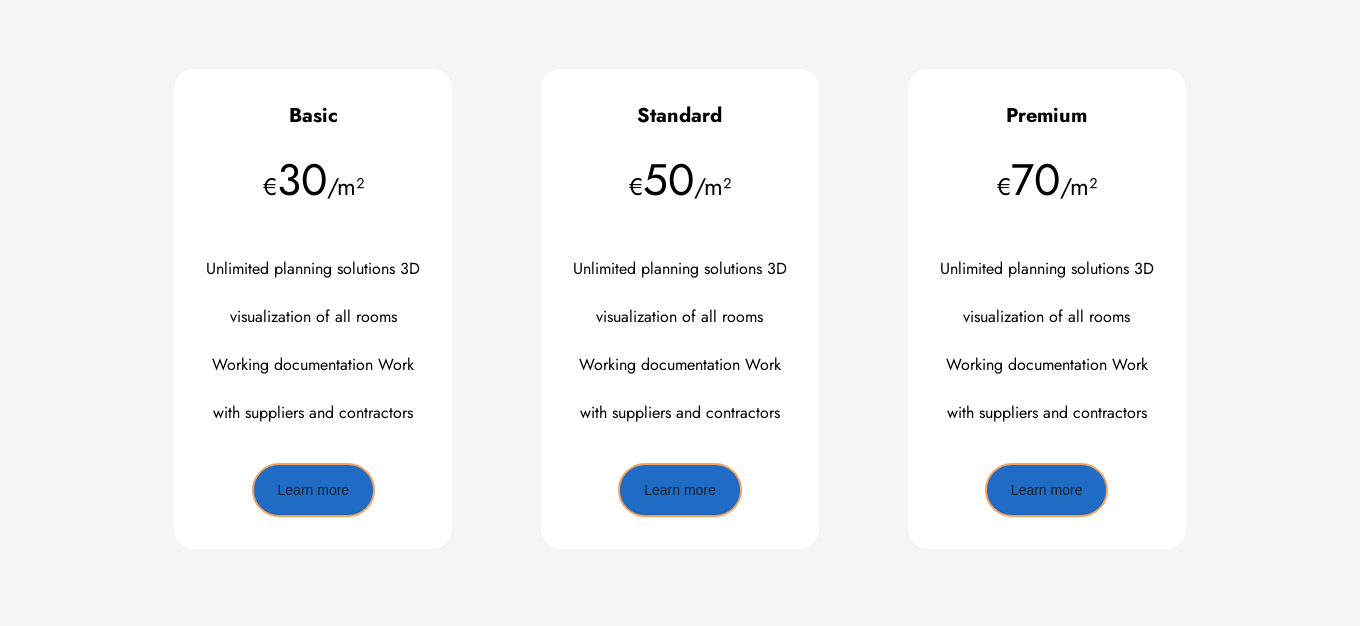 Basic
€30/m²
Unlimited planning solutions 3D
visualization of all rooms
Working documentation Work
with suppliers and contractors
Learn more
Standard
€50/m²
Unlimited planning solutions 3D
visualization of all rooms
Working documentation Work
with suppliers and contractors
Learn more
Premium
€70/m²
Unlimited planning solutions 3D
visualization of all rooms
Working documentation Work
with suppliers and contractors
Learn more